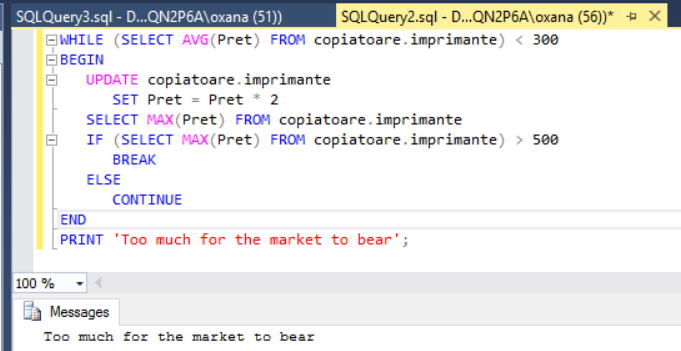 SQLQuery3.sql - D...QN2P6A\oxana (51)) SQLQuery2.sql - D...QN2P6A\oxana (56))*
WHILE (SELECT AVG(Pret) FROM copiatoare.imprimante) < 300
BEGIN
UPDATE copiatoare.imprimante
SET Pret = Pret * 2
SELECT MAX(Pret) FROM copiatoare.imprimante
IF (SELECT MAX(Pret) FROM copiatoare.imprimante) > 500
BREAK
ELSE
CONTINUE
END
PRINT 'Too much for the market to bear';
100 %
Messages
Too much for the market to bear